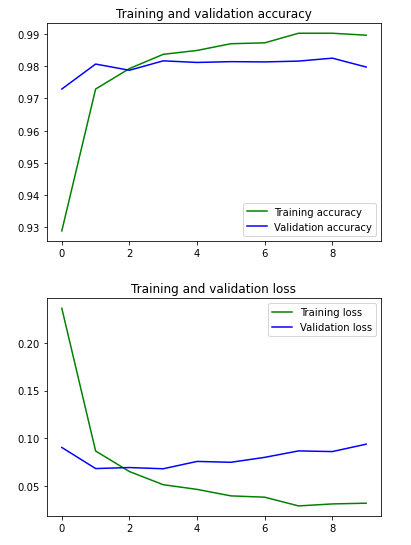 Training and validation accuracy
0.99
0.98
0.97
0.96
0.95
0.94
0.93
Training accuracy
Validation accuracy
0 2 4 6 8
Training and validation loss
Training loss
Validation loss
0.20
0.15
0.10
0.05
0 2 4 6 8